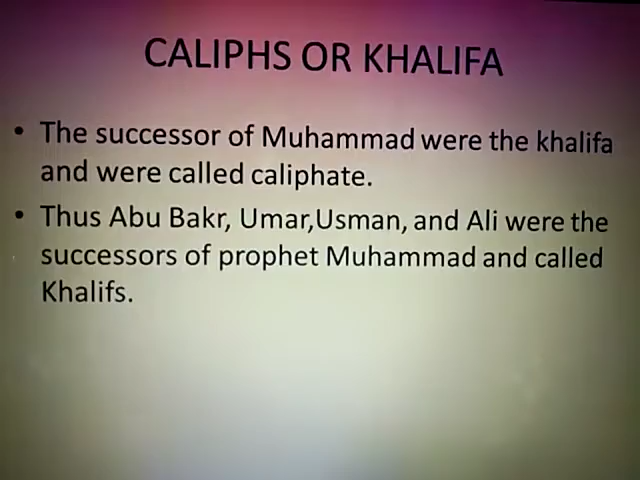 CALIPHS OR KHALIFA
• The successor of Muhammad were the khalifa
and were called caliphate.
• Thus Abu Bakr, Umar,Usman, and Ali were the
successors of prophet Muhammad and called
Khalifs.